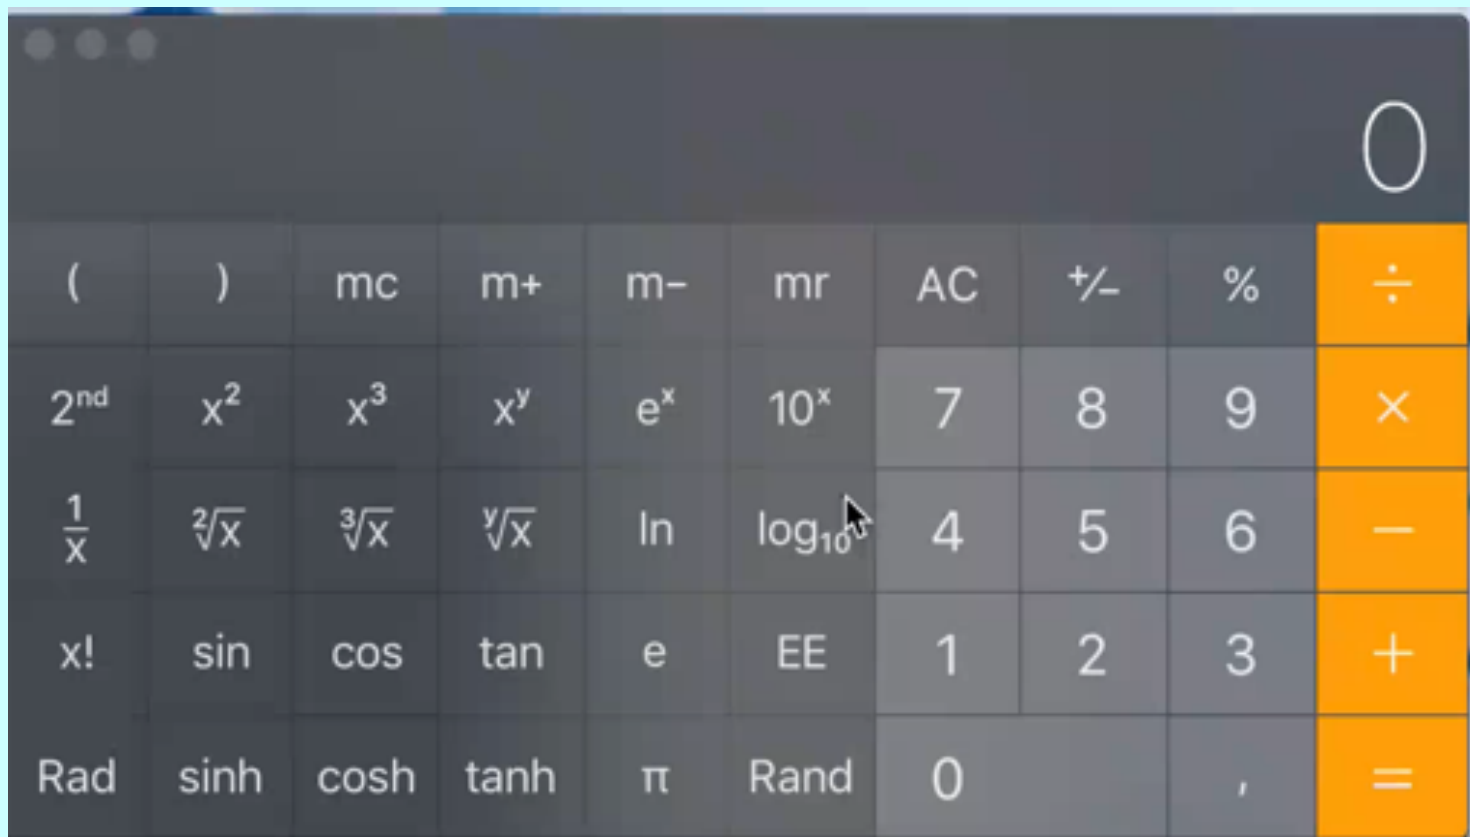 0
( ) mc m+ m− mr AC +/− % ÷
2nd x² x³ xʸ eˣ 10ˣ 7 8 9 ×
1/x ²√x ³√x ʸ√x ln log₁₀ 4 5 6 −
x! sin cos tan e EE 1 2 3 +
Rad sinh cosh tanh π Rand 0 , =